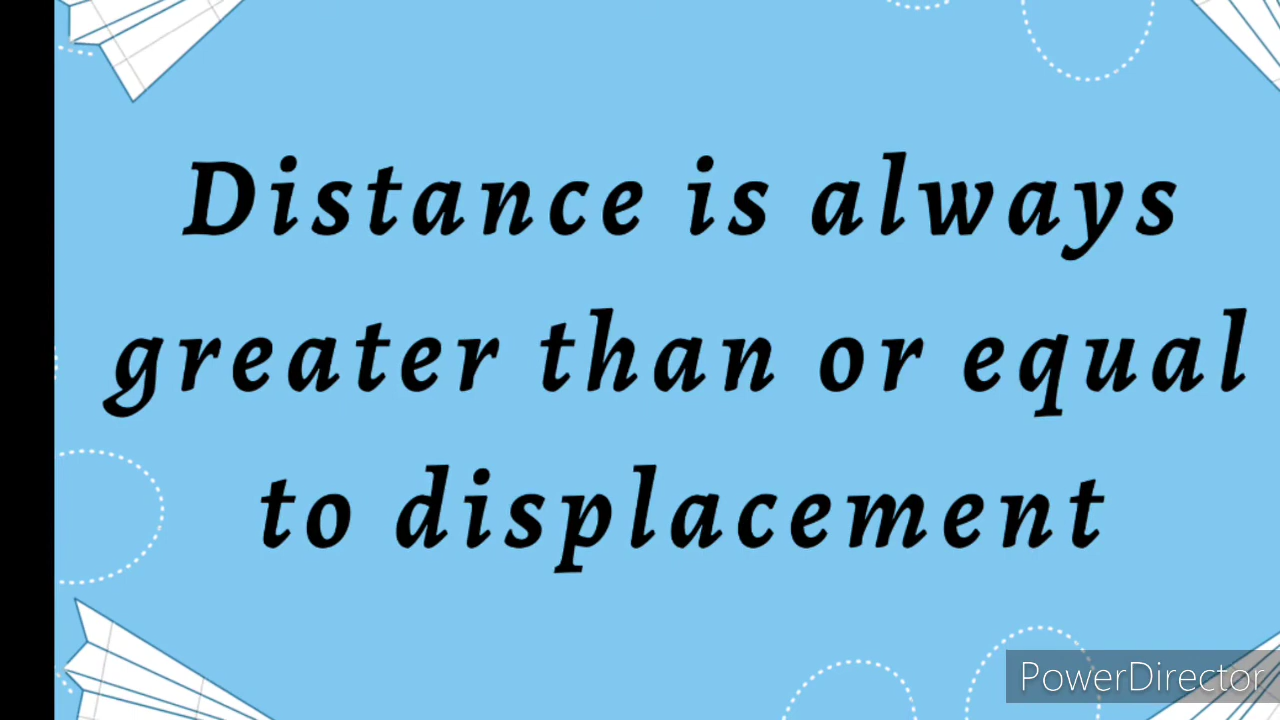 Distance is always
greater than or equal
to displacement
PowerDirector